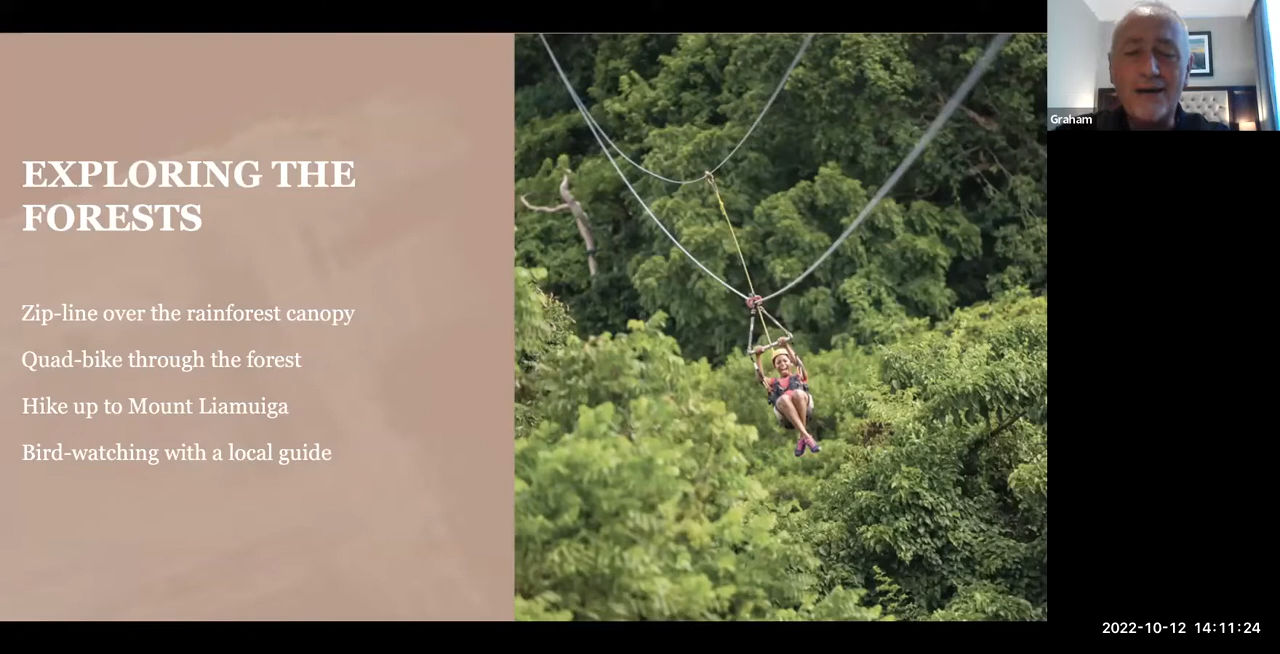 EXPLORING THE
FORESTS
Zip-line over the rainforest canopy
Quad-bike through the forest
Hike up to Mount Liamuiga
Bird-watching with a local guide
Graham
2022-10-12 14:11:24